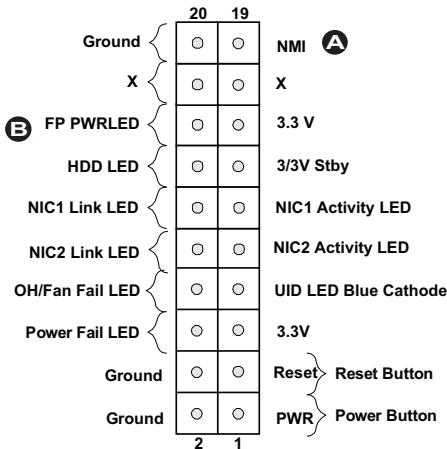 20 19
Ground NMI A
X X
B FP PWRLED 3.3 V
HDD LED 3/3V Stby
NIC1 Link LED NIC1 Activity LED
NIC2 Link LED NIC2 Activity LED
OH/Fan Fail LED UID LED Blue Cathode
Power Fail LED 3.3V
Ground Reset Reset Button
Ground PWR Power Button
2 1